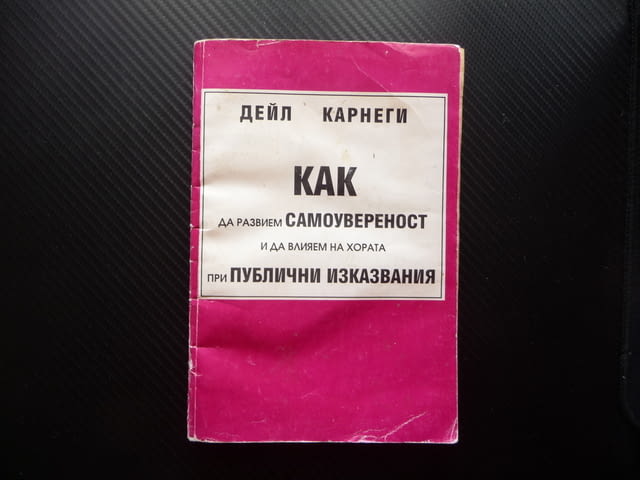 ДЕЙЛ КАРНЕГИ
КАК
ДА РАЗВИЕМ САМОУВЕРЕНОСТ
И ДА ВЛИЯЕМ НА ХОРАТА
ПРИ ПУБЛИЧНИ ИЗКАЗВАНИЯ